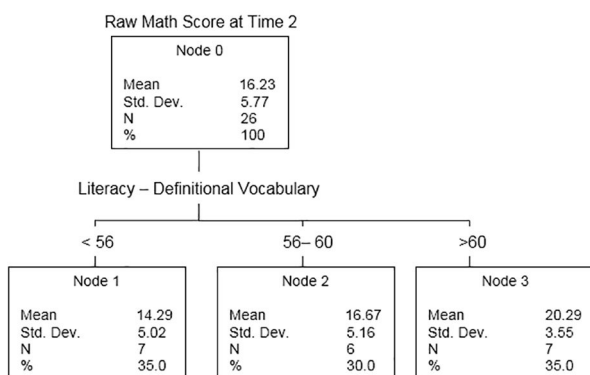 Raw Math Score at Time 2
Node 0
Mean 16.23
Std. Dev. 5.77
N 26
% 100
Literacy – Definitional Vocabulary
< 56
56– 60
>60
Node 1
Mean 14.29
Std. Dev. 5.02
N 7
% 35.0
Node 2
Mean 16.67
Std. Dev. 5.16
N 6
% 30.0
Node 3
Mean 20.29
Std. Dev. 3.55
N 7
% 35.0